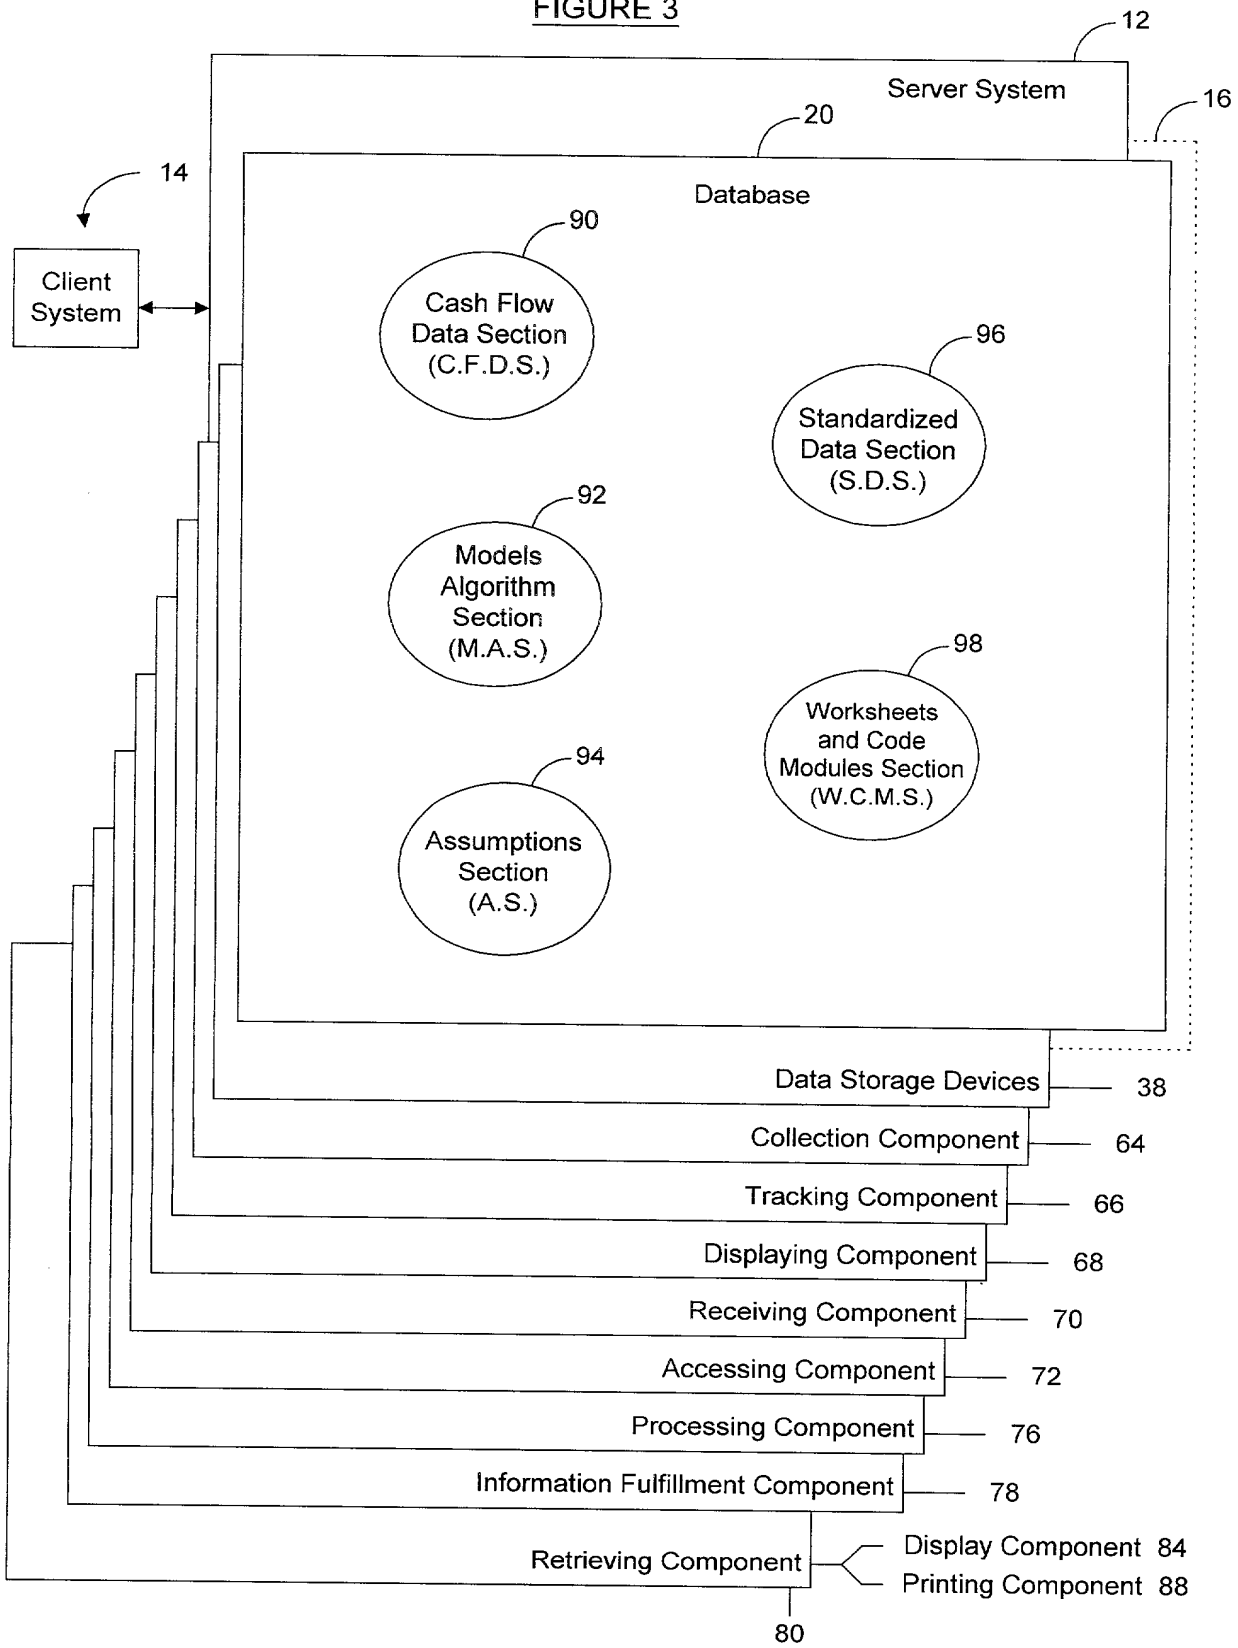 FIGURE 3
12
Server System
16
20
14
Database
90
Client
System
Cash Flow
Data Section
(C.F.D.S.)
96
Standardized
Data Section
(S.D.S.)
92
Models
Algorithm
Section
(M.A.S.)
98
Worksheets
and Code
Modules Section
(W.C.M.S.)
94
Assumptions
Section
(A.S.)
Data Storage Devices
38
Collection Component
64
Tracking Component
66
Displaying Component
68
Receiving Component
70
Accessing Component
72
Processing Component
76
Information Fulfillment Component
78
Retrieving Component
Display Component 84
Printing Component 88
80